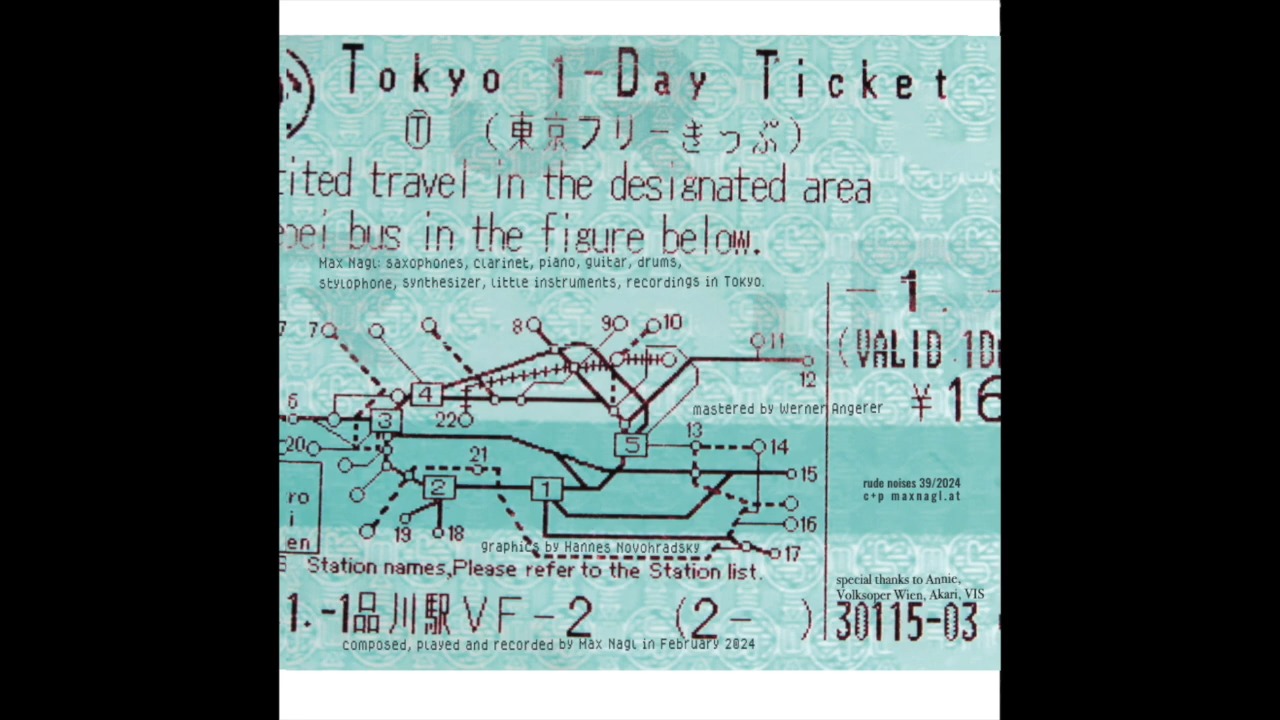 Tokyo 1-Day Ticket
Ⓣ (東京フリーきっぷ)
ited travel in the designated area
bus in the figure below.
Max Nagl: saxophones, clarinet, piano, guitar, drums,
stylophone, synthesizer, little instruments, recordings in Tokyo.
- 1. -
(VALID 1D
¥16
7 7 8 9 10
11
12
4
22
6
3
5
13
mastered by Werner Angerer
20
21
14
15
2
1
16
19 18
17
ro
i
en
rude noises 39/2024
c+p maxnagl.at
graphics by Hannes Novohradsky
Station names,Please refer to the Station list.
special thanks to Annie,
Volksoper Wien, Akari, VIS
1.-1品川駅VF-2 (2- )
30115-03
composed, played and recorded by Max Nagl in February 2024